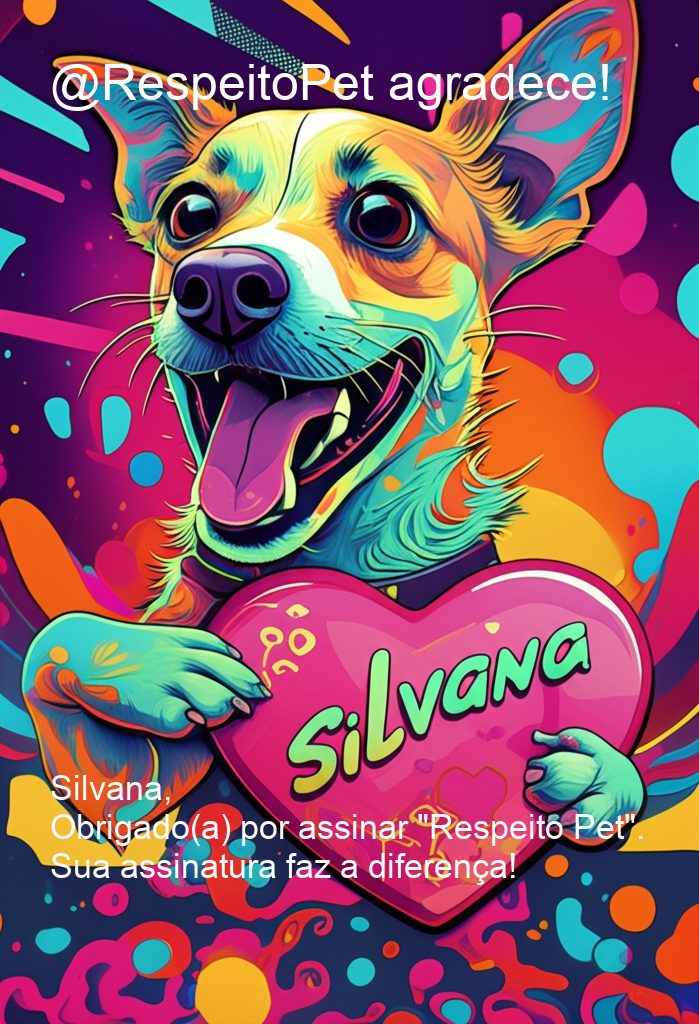 @RespeitoPet agradece!
Silvana
Silvana,
Obrigado(a) por assinar "Respeito Pet".
Sua assinatura faz a diferença!